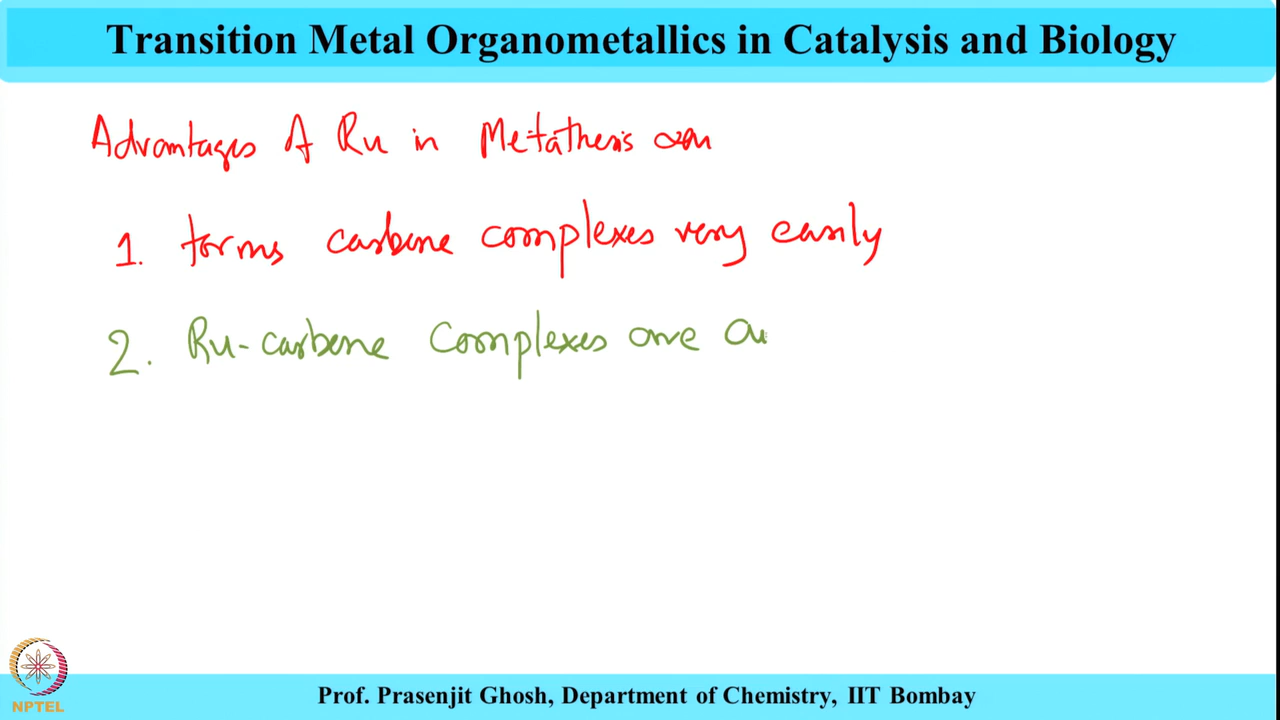 Transition Metal Organometallics in Catalysis and Biology
Advantages of Ru in Metathesis
1. forms carbene complexes very easily
2. Ru-carbene Complexes are
NPTEL
Prof. Prasenjit Ghosh, Department of Chemistry, IIT Bombay